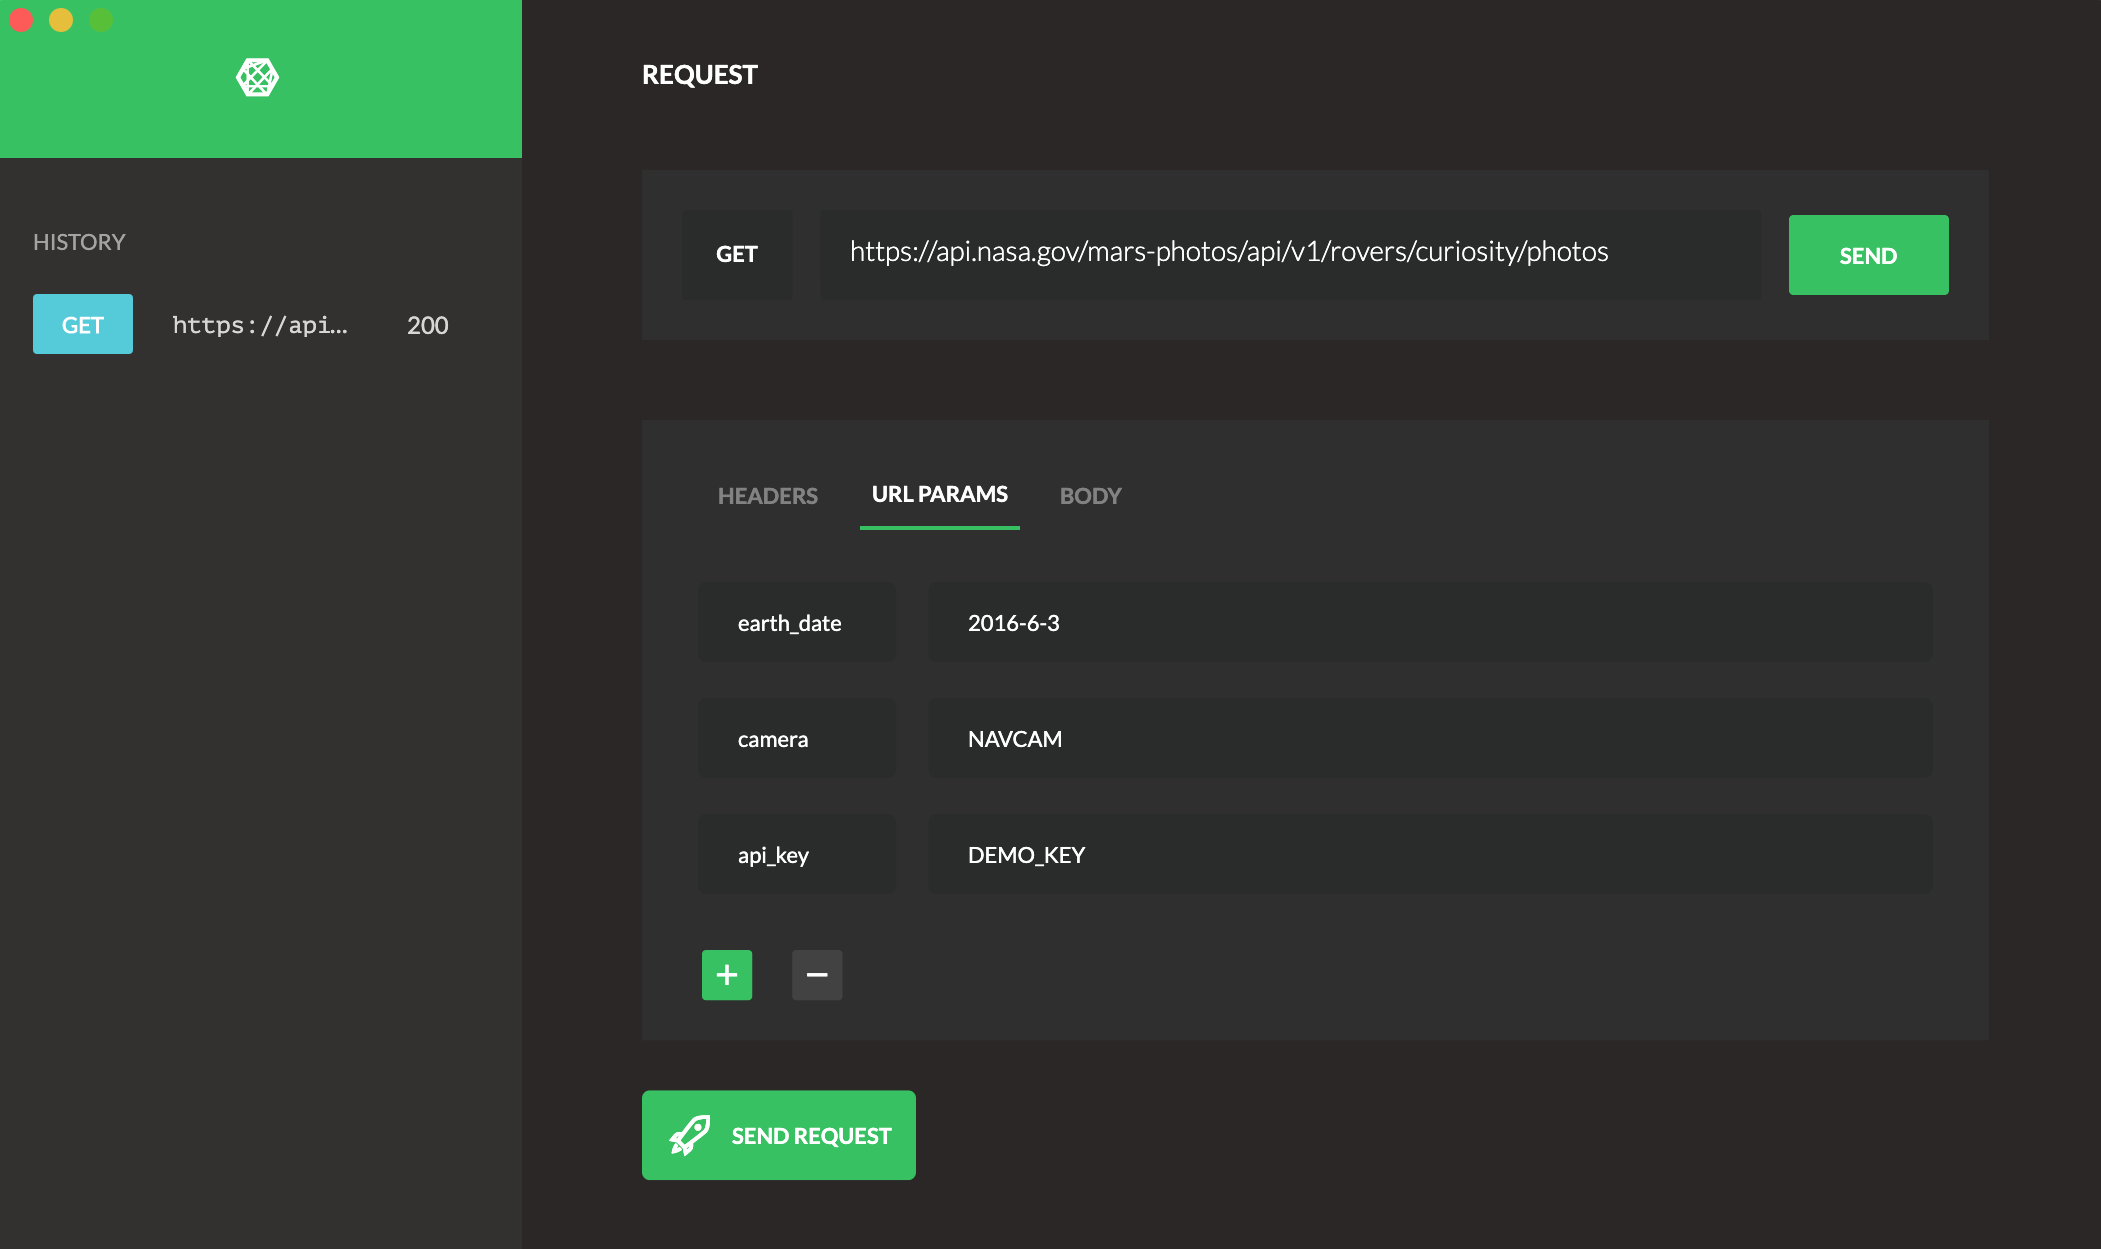 REQUEST
HISTORY
GET https://api... 200
GET https://api.nasa.gov/mars-photos/api/v1/rovers/curiosity/photos SEND
HEADERS URL PARAMS BODY
earth_date 2016-6-3
camera NAVCAM
api_key DEMO_KEY
+ −
SEND REQUEST